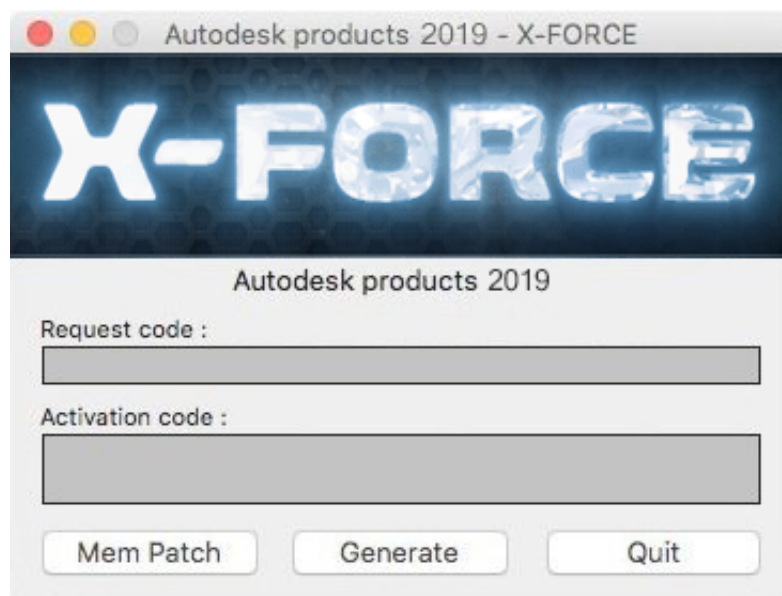 Autodesk products 2019 - X-FORCE
X-FORCE
Autodesk products 2019
Request code :
Activation code :
Mem Patch Generate Quit